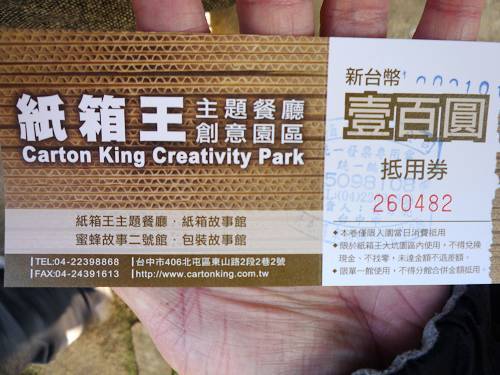 紙箱王 主題餐廳
創意園區
Carton King Creativity Park
紙箱王主題餐廳．紙箱故事館
蜜蜂故事二號館．包裝故事館
TEL:04-22398868
FAX:04-24391613
台中市406北屯區東山路2段2巷2號
http://www.cartonking.com.tw
新台幣
壹百圓
抵用券
260482
◆本卷僅限入園當日消費抵用
◆限於紙箱王大坑園區內使用，不得兌換
現金、不找零，未達金額不退差額。
◆限單一館使用，不得分館合併金額抵用。